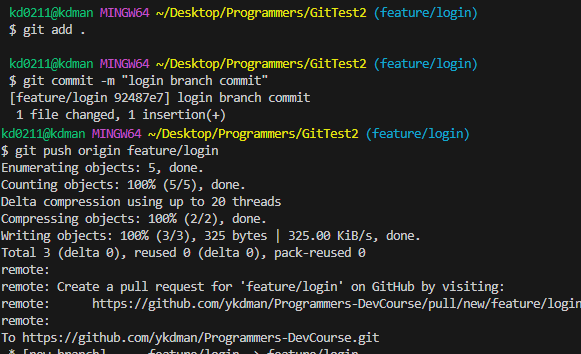 kd0211@kdman MINGW64 ~/Desktop/Programmers/GitTest2 (feature/login)
$ git add .
kd0211@kdman MINGW64 ~/Desktop/Programmers/GitTest2 (feature/login)
$ git commit -m "login branch commit"
[feature/login 92487e7] login branch commit
1 file changed, 1 insertion(+)
kd0211@kdman MINGW64 ~/Desktop/Programmers/GitTest2 (feature/login)
$ git push origin feature/login
Enumerating objects: 5, done.
Counting objects: 100% (5/5), done.
Delta compression using up to 20 threads
Compressing objects: 100% (2/2), done.
Writing objects: 100% (3/3), 325 bytes | 325.00 KiB/s, done.
Total 3 (delta 0), reused 0 (delta 0), pack-reused 0
remote:
remote: Create a pull request for 'feature/login' on GitHub by visiting:
remote:      https://github.com/ykdman/Programmers-DevCourse/pull/new/feature/login
remote:
To https://github.com/ykdman/Programmers-DevCourse.git
* [new branch]      feature/login -> feature/login